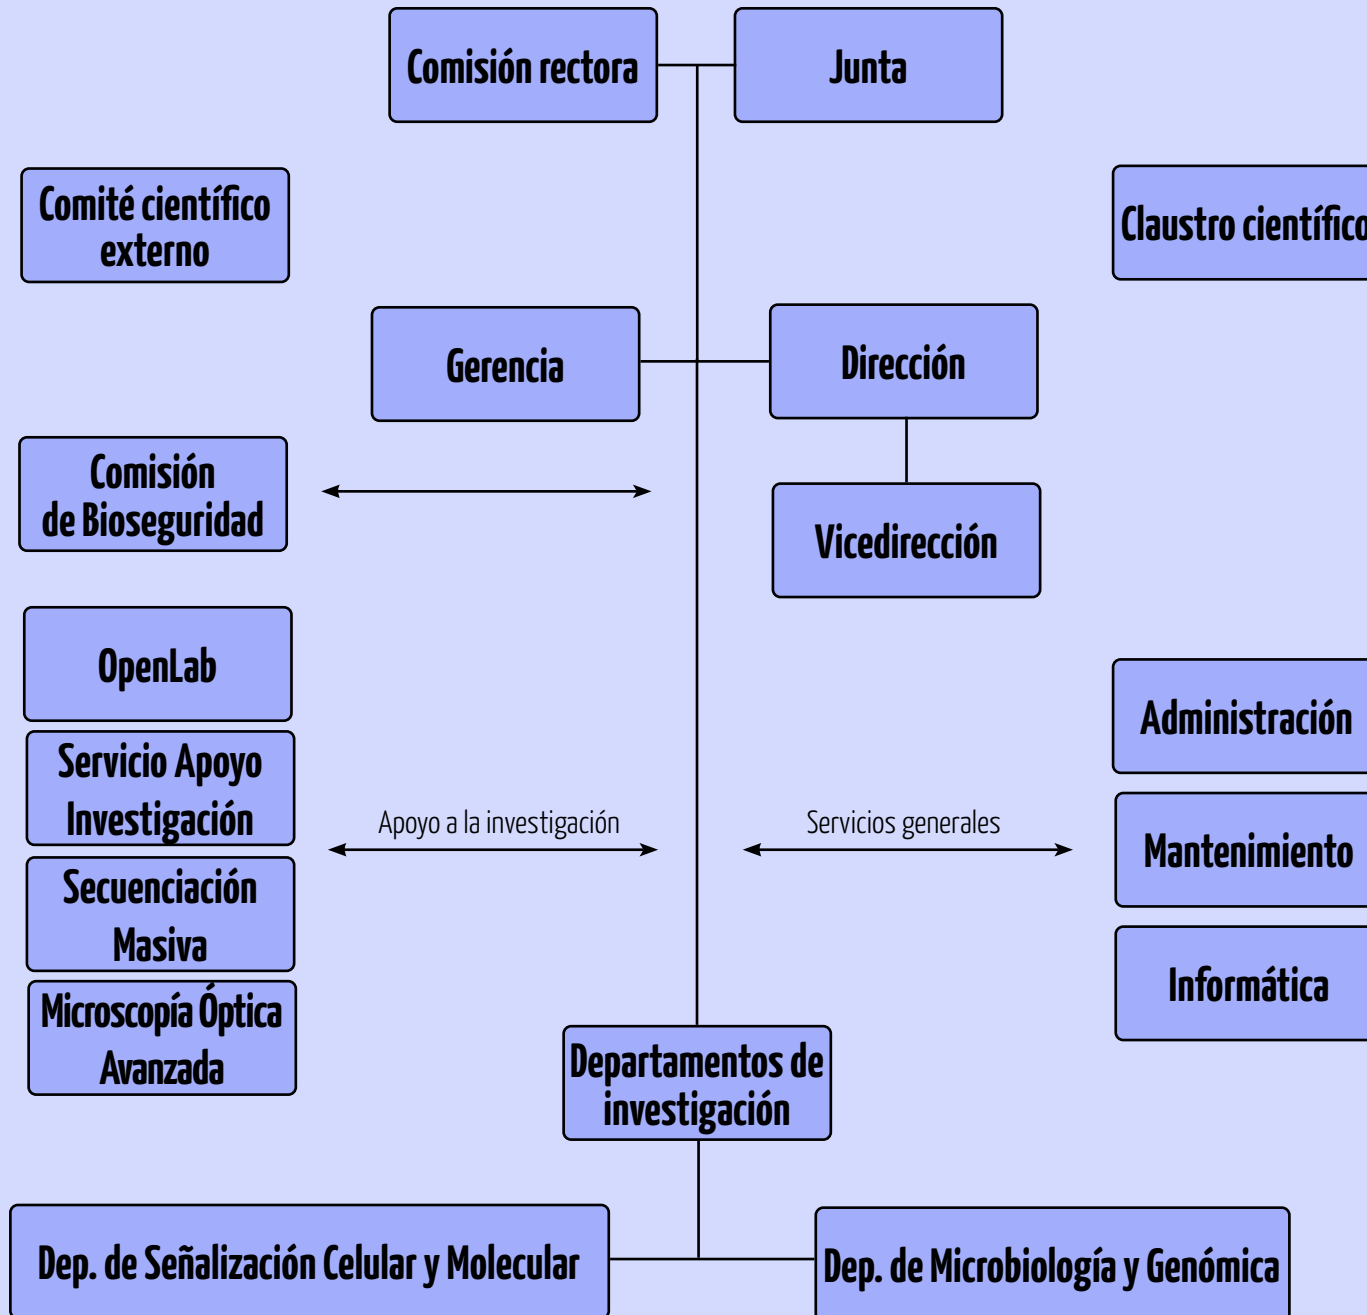 Comisión rectora
Junta
Comité científico
externo
Claustro científico
Gerencia
Dirección
Comisión
de Bioseguridad
Vicedirección
OpenLab
Servicio Apoyo
Investigación
Secuenciación
Masiva
Microscopía Óptica
Avanzada
Apoyo a la investigación
Servicios generales
Administración
Mantenimiento
Informática
Departamentos de
investigación
Dep. de Señalización Celular y Molecular
Dep. de Microbiología y Genómica